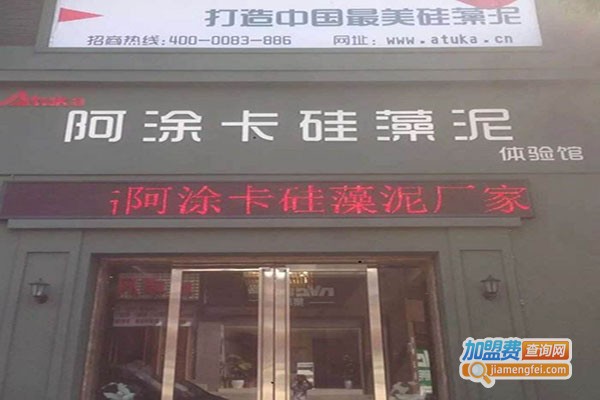 打造中国最美硅藻泥
招商热线:400-0083-886 网址:www.atuka.cn
Atuka
阿涂卡硅藻泥
体验馆
阿涂卡硅藻泥厂家
加盟费查询网
jiamengfei.com